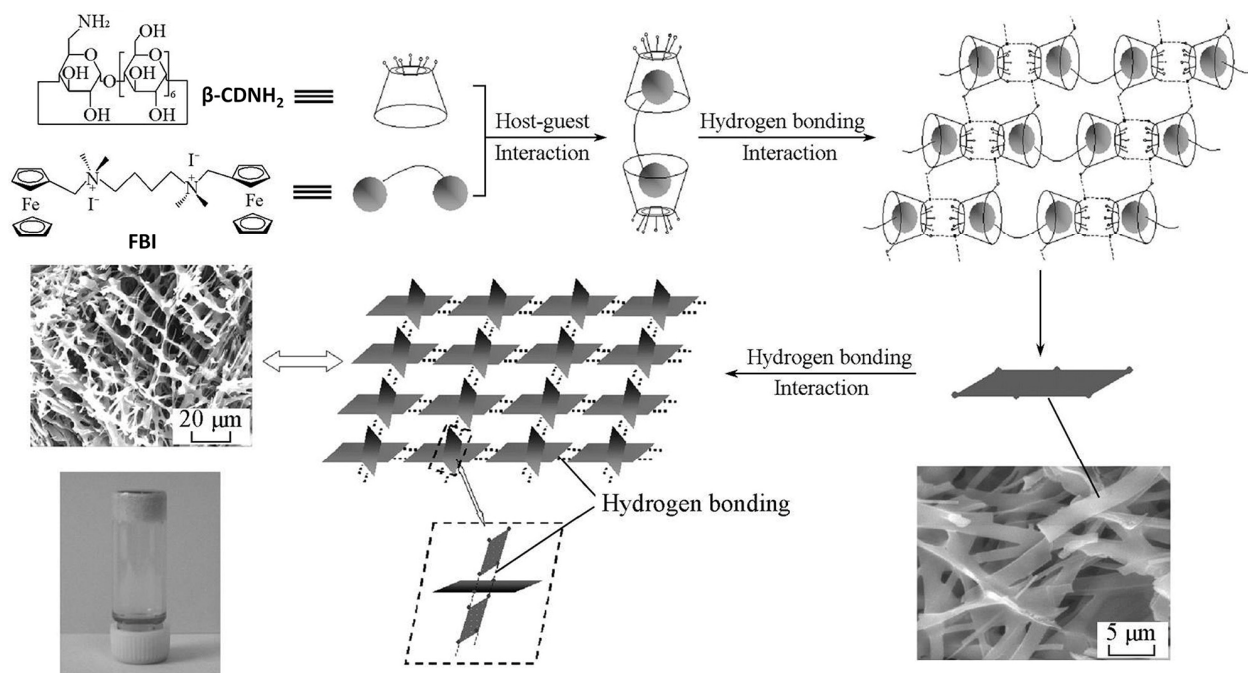 NH₂
OH
O
O
OH
OH
O
6
OH
OH
β-CDNH₂
Host-guest
Interaction
Hydrogen bonding
Interaction
I⁻
N
+
I⁻
N
+
Fe
Fe
FBI
20 μm
Hydrogen bonding
Interaction
Hydrogen bonding
5 μm